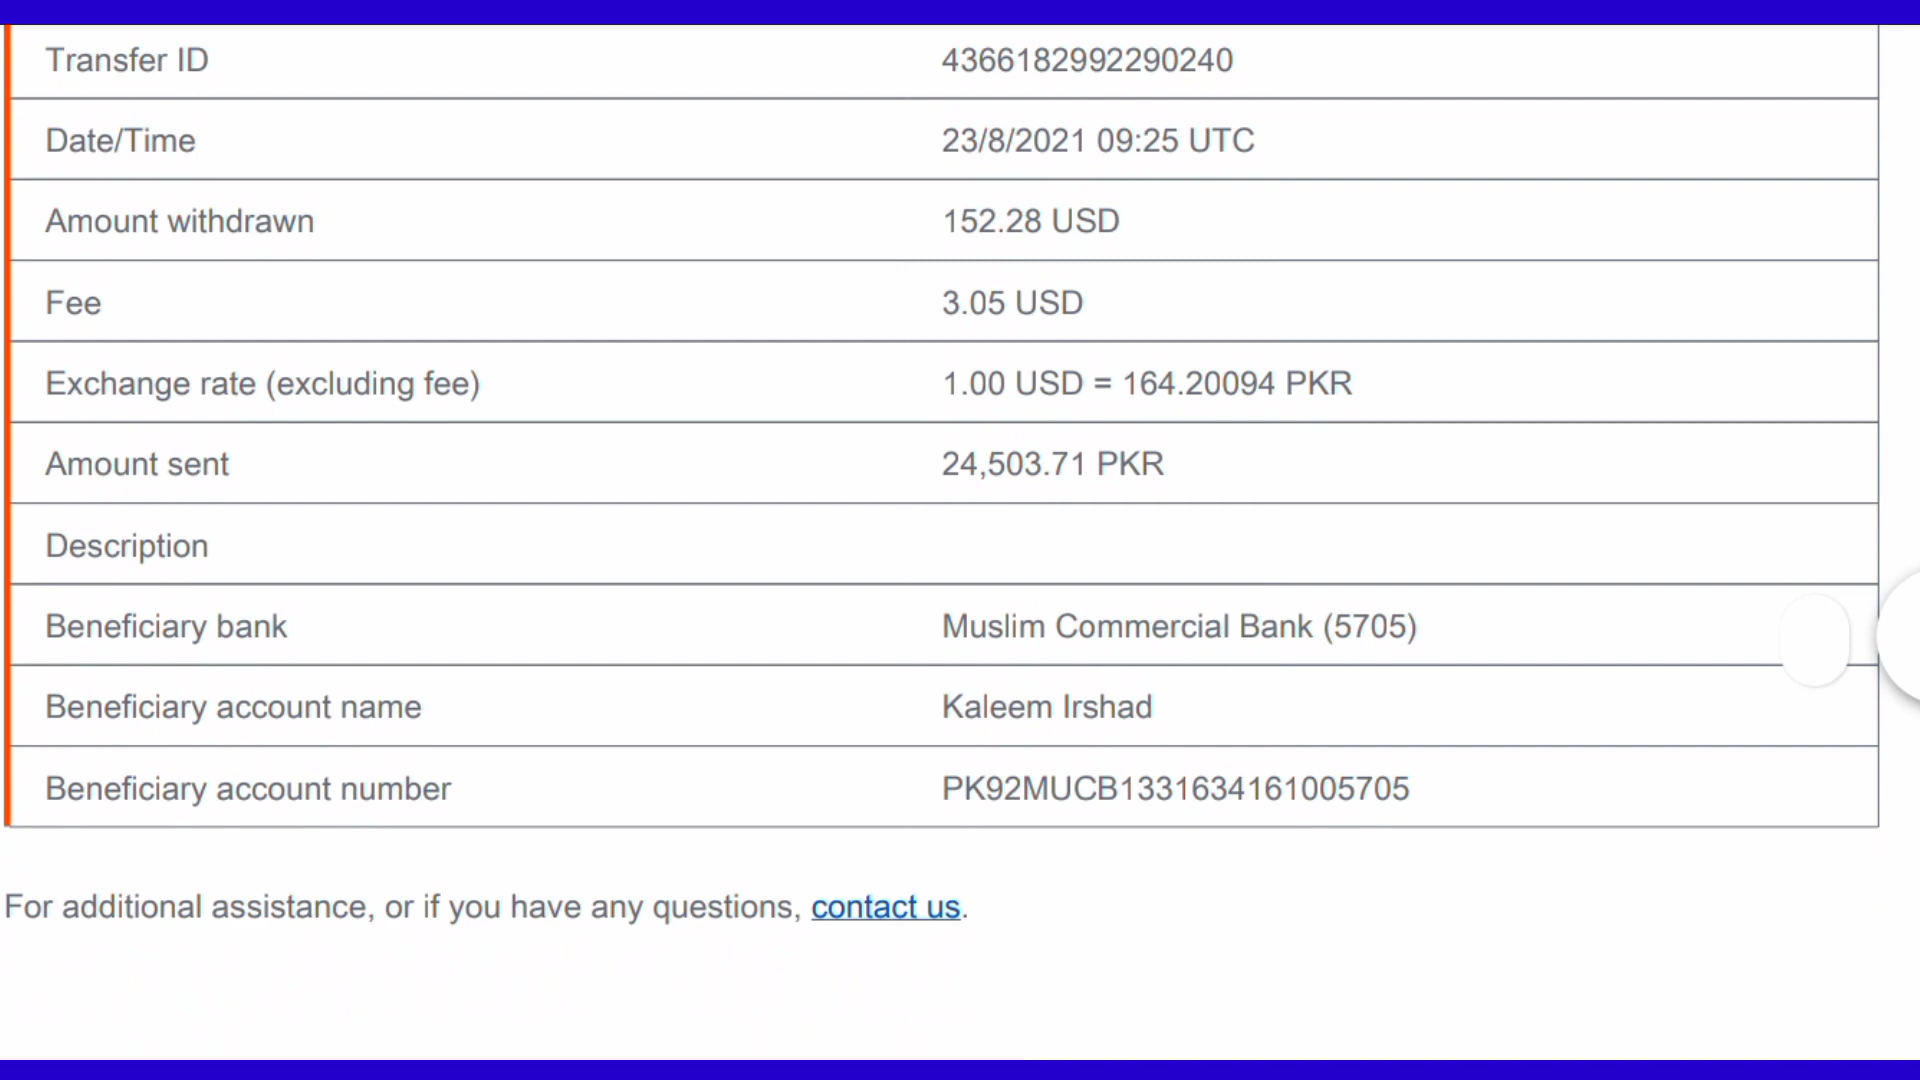 Transfer ID 4366182992290240
Date/Time 23/8/2021 09:25 UTC
Amount withdrawn 152.28 USD
Fee 3.05 USD
Exchange rate (excluding fee) 1.00 USD = 164.20094 PKR
Amount sent 24,503.71 PKR
Description
Beneficiary bank Muslim Commercial Bank (5705)
Beneficiary account name Kaleem Irshad
Beneficiary account number PK92MUCB1331634161005705
For additional assistance, or if you have any questions, contact us.